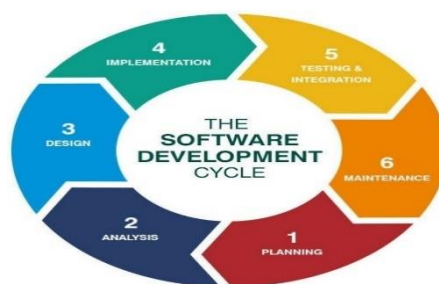 THE
SOFTWARE
DEVELOPMENT
CYCLE
1
PLANNING
2
ANALYSIS
3
DESIGN
4
IMPLEMENTATION
5
TESTING &
INTEGRATION
6
MAINTENANCE